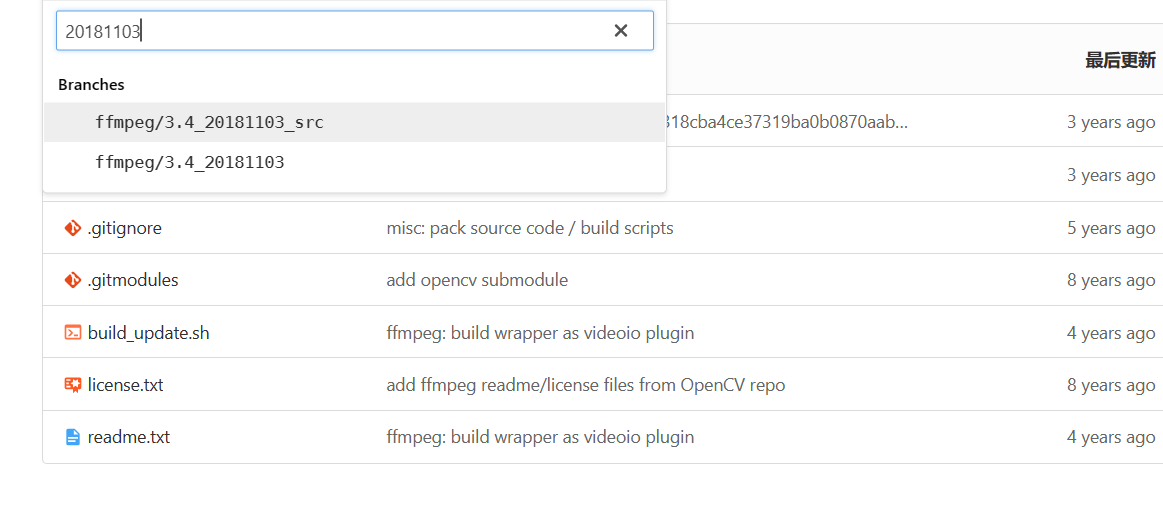 20181103
最后更新
Branches
ffmpeg/3.4_20181103_src
318cba4ce37319ba0b0870aab... 3 years ago
ffmpeg/3.4_20181103
3 years ago
.gitignore misc: pack source code / build scripts 5 years ago
.gitmodules add opencv submodule 8 years ago
build_update.sh ffmpeg: build wrapper as videoio plugin 4 years ago
license.txt add ffmpeg readme/license files from OpenCV repo 8 years ago
readme.txt ffmpeg: build wrapper as videoio plugin 4 years ago